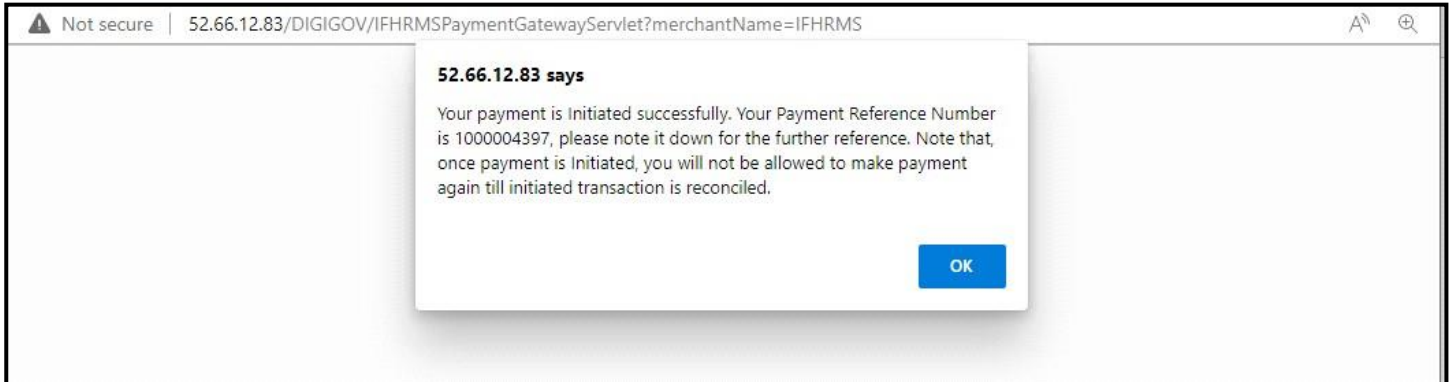 Not secure | 52.66.12.83/DIGIGOV/IFHRMSPaymentGatewayServlet?merchantName=IFHRMS A
52.66.12.83 says
Your payment is Initiated successfully. Your Payment Reference Number
is 1000004397, please note it down for the further reference. Note that,
once payment is Initiated, you will not be allowed to make payment
again till initiated transaction is reconciled.
OK